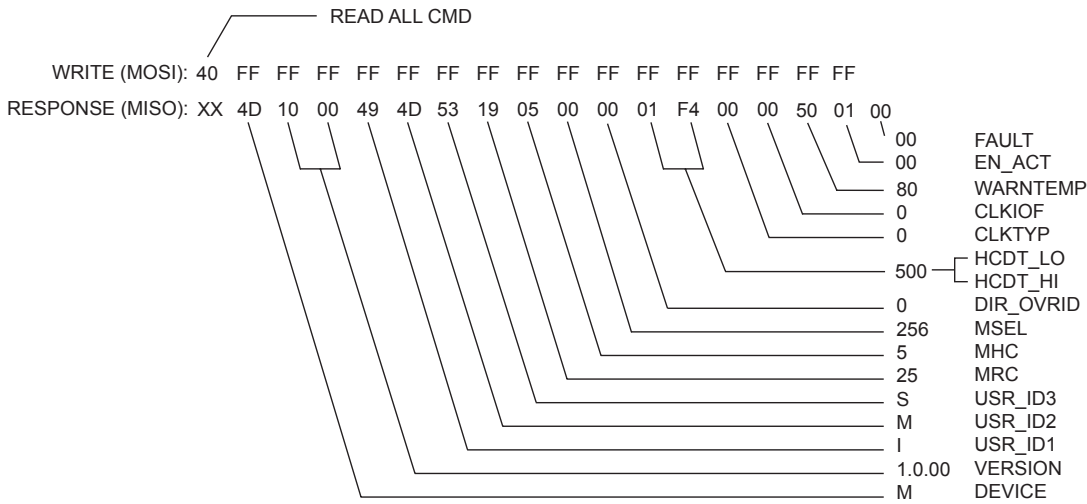 READ ALL CMD
WRITE (MOSI): 40 FF FF FF FF FF FF FF FF FF FF FF FF FF FF FF FF
RESPONSE (MISO): XX 4D 10 00 49 4D 53 19 05 00 00 01 F4 00 00 50 01 00
00 FAULT
00 EN_ACT
80 WARNTEMP
0 CLKIOF
0 CLKTYP
HCDT_LO
500
HCDT_HI
0 DIR_OVRID
256 MSEL
5 MHC
25 MRC
S USR_ID3
M USR_ID2
I USR_ID1
1.0.00 VERSION
M DEVICE